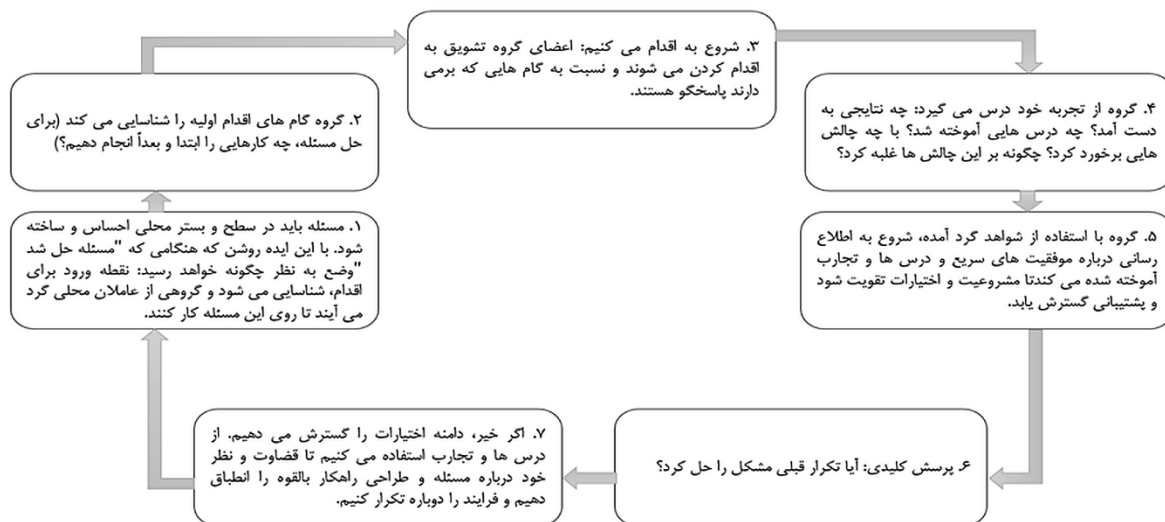 ۳. شروع به اقدام می کنیم: اعضای گروه تشویق به
اقدام کردن می شوند و نسبت به گام هایی که برمی
دارند پاسخگو هستند.
۲. گروه گام های اقدام اولیه را شناسایی می کند (برای
حل مسئله، چه کارهایی را ابتدا و بعداً انجام دهیم؟)
۴. گروه از تجربه خود درس می گیرد: چه نتایجی به
دست آمد؟ چه درس هایی آموخته شد؟ با چه چالش
هایی برخورد کرد؟ چگونه بر این چالش ها غلبه کرد؟
۱. مسئله باید در سطح و بستر محلی احساس و ساخته
شود. با این ایده روشن که هنگامی که "مسئله حل شد
"وضع به نظر چگونه خواهد رسید: نقطه ورود برای
اقدام، شناسایی می شود و گروهی از عاملان محلی گرد
می آیند تا روی این مسئله کار کنند.
۵. گروه با استفاده از شواهد گرد آمده، شروع به اطلاع
رسانی درباره موفقیت های سریع و درس ها و تجارب
آموخته شده می کندتا مشروعیت و اختیارات تقویت شود
و پشتیبانی گسترش یابد.
۷. اگر خیر، دامنه اختیارات را گسترش می دهیم. از
درس ها و تجارب استفاده می کنیم تا قضاوت و نظر
خود درباره مسئله و طراحی راهکار بالقوه را انطباق
دهیم و فرایند را دوباره تکرار کنیم.
۶. پرسش کلیدی: آیا تکرار قبلی مشکل را حل کرد؟